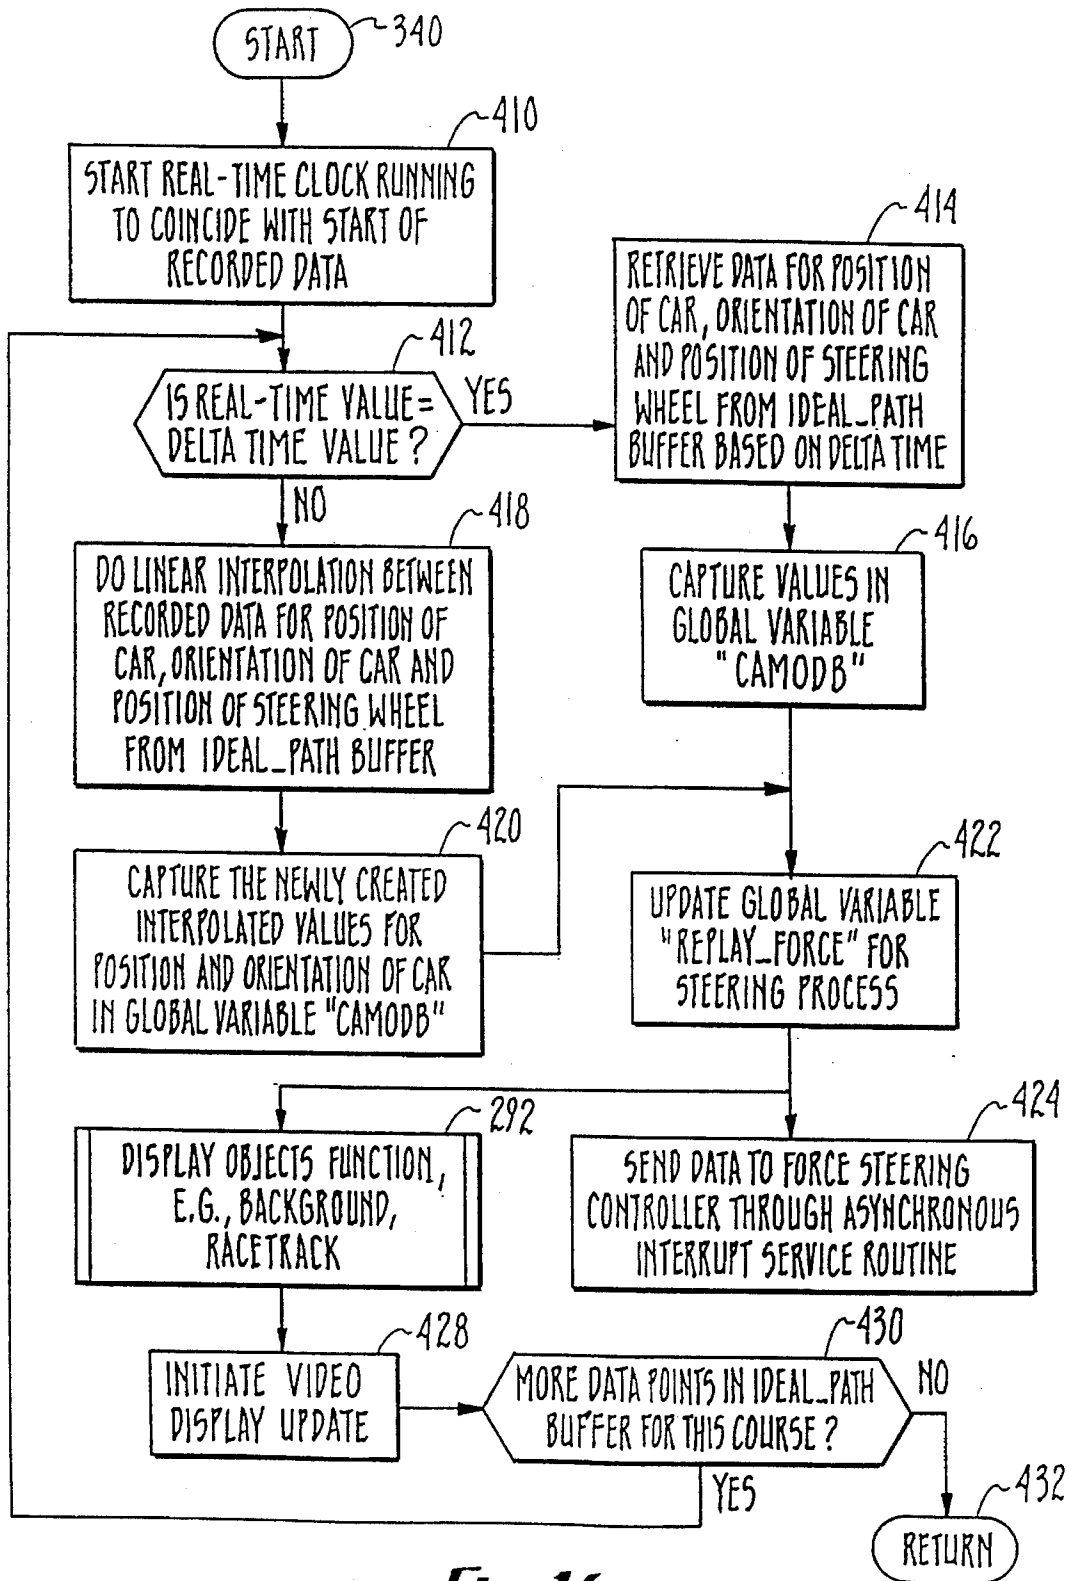 START
340
410
START REAL-TIME CLOCK RUNNING
TO COINCIDE WITH START OF
RECORDED DATA
412
IS REAL-TIME VALUE =
DELTA TIME VALUE ?
YES
NO
414
RETRIEVE DATA FOR POSITION
OF CAR, ORIENTATION OF CAR
AND POSITION OF STEERING
WHEEL FROM IDEAL_PATH
BUFFER BASED ON DELTA TIME
416
CAPTURE VALUES IN
GLOBAL VARIABLE
"CAMODB"
418
DO LINEAR INTERPOLATION BETWEEN
RECORDED DATA FOR POSITION OF
CAR, ORIENTATION OF CAR AND
POSITION OF STEERING WHEEL
FROM IDEAL_PATH BUFFER
420
CAPTURE THE NEWLY CREATED
INTERPOLATED VALUES FOR
POSITION AND ORIENTATION OF CAR
IN GLOBAL VARIABLE "CAMODB"
422
UPDATE GLOBAL VARIABLE
"REPLAY_FORCE" FOR
STEERING PROCESS
292
DISPLAY OBJECTS FUNCTION,
E.G., BACKGROUND,
RACETRACK
424
SEND DATA TO FORCE STEERING
CONTROLLER THROUGH ASYNCHRONOUS
INTERRUPT SERVICE ROUTINE
428
INITIATE VIDEO
DISPLAY UPDATE
430
MORE DATA POINTS IN IDEAL_PATH
BUFFER FOR THIS COURSE ?
NO
YES
432
RETURN